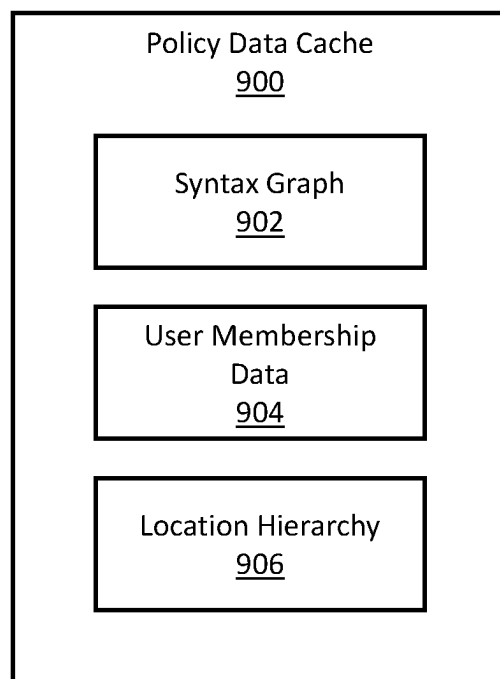 Policy Data Cache
900
Syntax Graph
902
User Membership
Data
904
Location Hierarchy
906